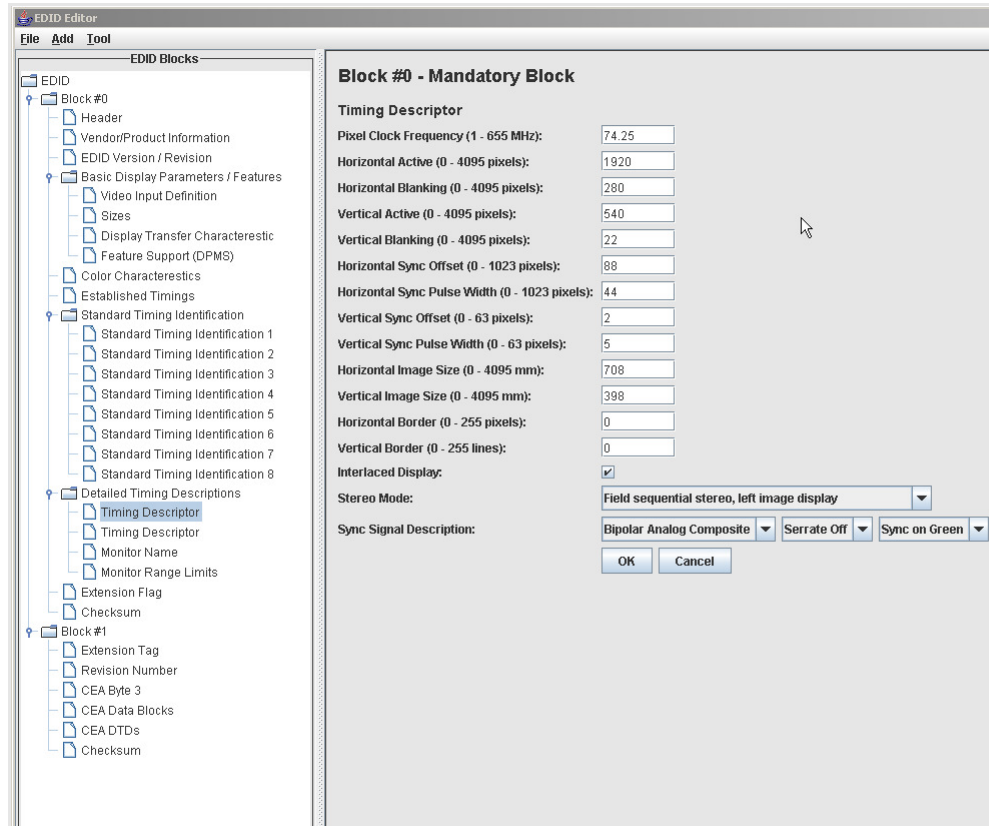 EDID Editor
File Add Tool
EDID Blocks
EDID
Block #0
Header
Vendor/Product Information
EDID Version / Revision
Basic Display Parameters / Features
Video Input Definition
Sizes
Display Transfer Characterestic
Feature Support (DPMS)
Color Characterestics
Established Timings
Standard Timing Identification
Standard Timing Identification 1
Standard Timing Identification 2
Standard Timing Identification 3
Standard Timing Identification 4
Standard Timing Identification 5
Standard Timing Identification 6
Standard Timing Identification 7
Standard Timing Identification 8
Detailed Timing Descriptions
Timing Descriptor
Timing Descriptor
Monitor Name
Monitor Range Limits
Extension Flag
Checksum
Block #1
Extension Tag
Revision Number
CEA Byte 3
CEA Data Blocks
CEA DTDs
Checksum
Block #0 - Mandatory Block
Timing Descriptor
Pixel Clock Frequency (1 - 655 MHz): 74.25
Horizontal Active (0 - 4095 pixels): 1920
Horizontal Blanking (0 - 4095 pixels): 280
Vertical Active (0 - 4095 pixels): 540
Vertical Blanking (0 - 4095 pixels): 22
Horizontal Sync Offset (0 - 1023 pixels): 88
Horizontal Sync Pulse Width (0 - 1023 pixels): 44
Vertical Sync Offset (0 - 63 pixels): 2
Vertical Sync Pulse Width (0 - 63 pixels): 5
Horizontal Image Size (0 - 4095 mm): 708
Vertical Image Size (0 - 4095 mm): 398
Horizontal Border (0 - 255 pixels): 0
Vertical Border (0 - 255 lines): 0
Interlaced Display:
Stereo Mode: Field sequential stereo, left image display
Sync Signal Description: Bipolar Analog Composite Serrate Off Sync on Green
OK Cancel